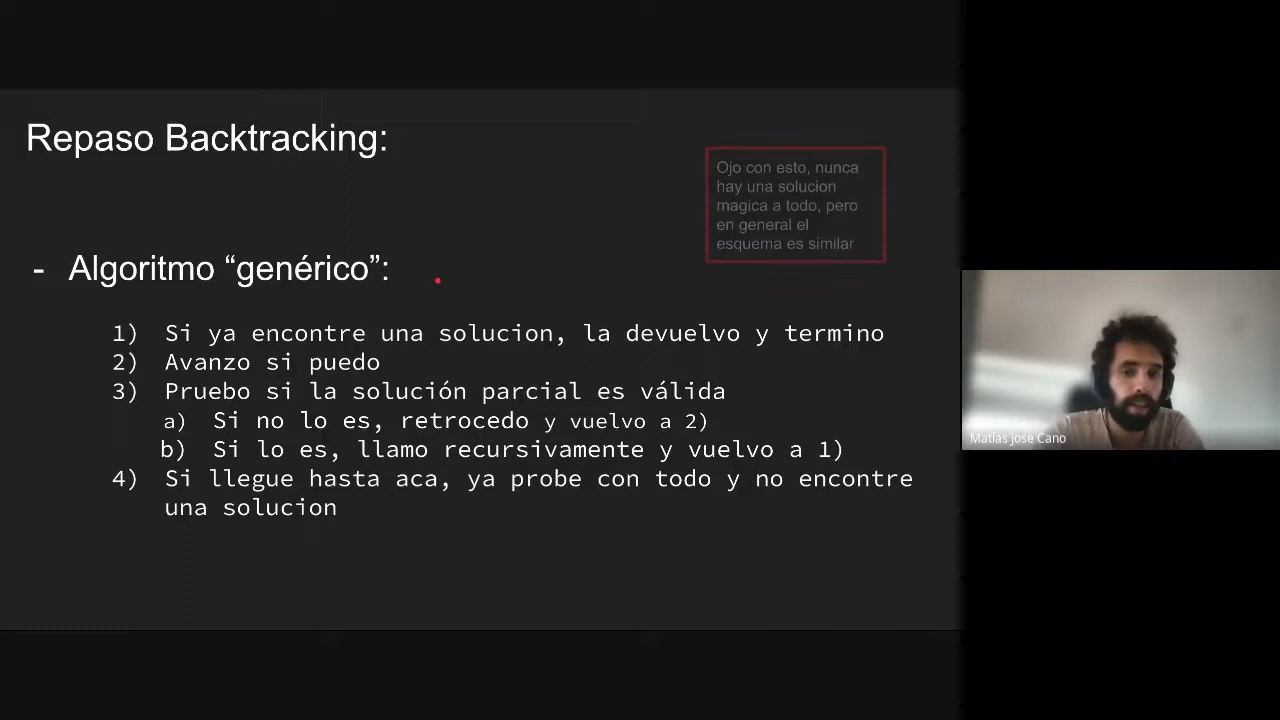 Repaso Backtracking:
Ojo con esto, nunca
hay una solucion
magica a todo, pero
en general el
esquema es similar
- Algoritmo “genérico”:
1) Si ya encontre una solucion, la devuelvo y termino
2) Avanzo si puedo
3) Pruebo si la solución parcial es válida
a) Si no lo es, retrocedo y vuelvo a 2)
b) Si lo es, llamo recursivamente y vuelvo a 1)
4) Si llegue hasta aca, ya probe con todo y no encontre
una solucion
Matías Jose Cano